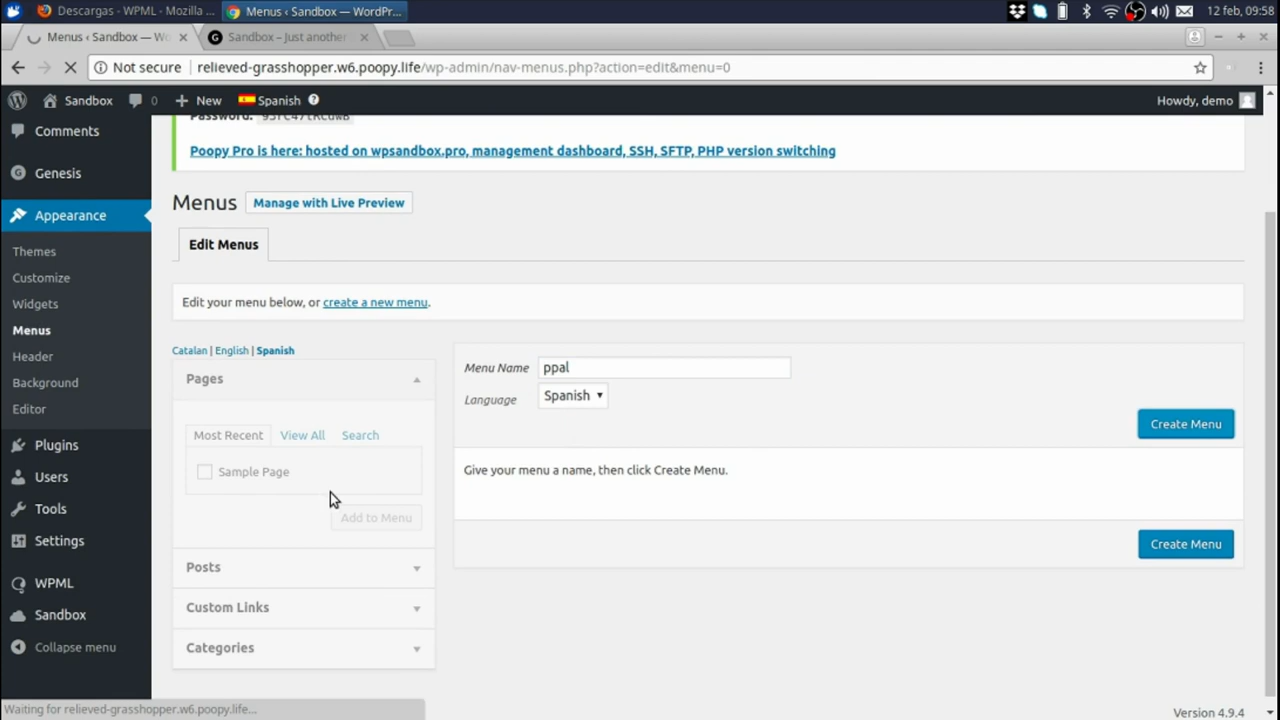 Descargas - WPML - Mozilla ...
Menus ‹ Sandbox — WordPr...
12 feb, 09:58
Menus ‹ Sandbox — Wo
Sandbox – Just another
Not secure
relieved-grasshopper.w6.poopy.life/wp-admin/nav-menus.php?action=edit&menu=0
Sandbox
0
New
Spanish
Howdy, demo
Comments
Genesis
Appearance
Themes
Customize
Widgets
Menus
Header
Background
Editor
Plugins
Users
Tools
Settings
WPML
Sandbox
Collapse menu
Password:
Poopy Pro is here: hosted on wpsandbox.pro, management dashboard, SSH, SFTP, PHP version switching
Menus
Manage with Live Preview
Edit Menus
Edit your menu below, or create a new menu.
Catalan | English | Spanish
Pages
Most Recent
View All
Search
Sample Page
Add to Menu
Posts
Custom Links
Categories
Menu Name
ppal
Language
Spanish
Create Menu
Give your menu a name, then click Create Menu.
Create Menu
Waiting for relieved-grasshopper.w6.poopy.life...
Version 4.9.4